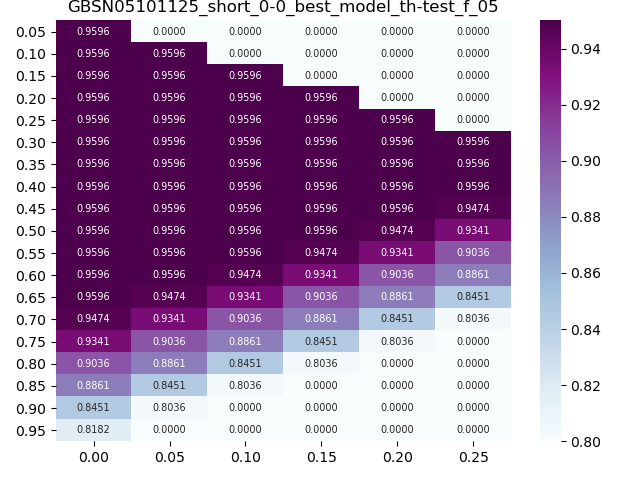 GBSN05101125_short_0-0_best_model_th-test_f_05
0.05 0.9596 0.0000 0.0000 0.0000 0.0000 0.0000
0.10 0.9596 0.9596 0.0000 0.0000 0.0000 0.0000
0.15 0.9596 0.9596 0.9596 0.0000 0.0000 0.0000
0.20 0.9596 0.9596 0.9596 0.9596 0.0000 0.0000
0.25 0.9596 0.9596 0.9596 0.9596 0.9596 0.0000
0.30 0.9596 0.9596 0.9596 0.9596 0.9596 0.9596
0.35 0.9596 0.9596 0.9596 0.9596 0.9596 0.9596
0.40 0.9596 0.9596 0.9596 0.9596 0.9596 0.9596
0.45 0.9596 0.9596 0.9596 0.9596 0.9596 0.9474
0.50 0.9596 0.9596 0.9596 0.9596 0.9474 0.9341
0.55 0.9596 0.9596 0.9596 0.9474 0.9341 0.9036
0.60 0.9596 0.9596 0.9474 0.9341 0.9036 0.8861
0.65 0.9596 0.9474 0.9341 0.9036 0.8861 0.8451
0.70 0.9474 0.9341 0.9036 0.8861 0.8451 0.8036
0.75 0.9341 0.9036 0.8861 0.8451 0.8036 0.0000
0.80 0.9036 0.8861 0.8451 0.8036 0.0000 0.0000
0.85 0.8861 0.8451 0.8036 0.0000 0.0000 0.0000
0.90 0.8451 0.8036 0.0000 0.0000 0.0000 0.0000
0.95 0.8182 0.0000 0.0000 0.0000 0.0000 0.0000
0.00 0.05 0.10 0.15 0.20 0.25
0.94
0.92
0.90
0.88
0.86
0.84
0.82
0.80